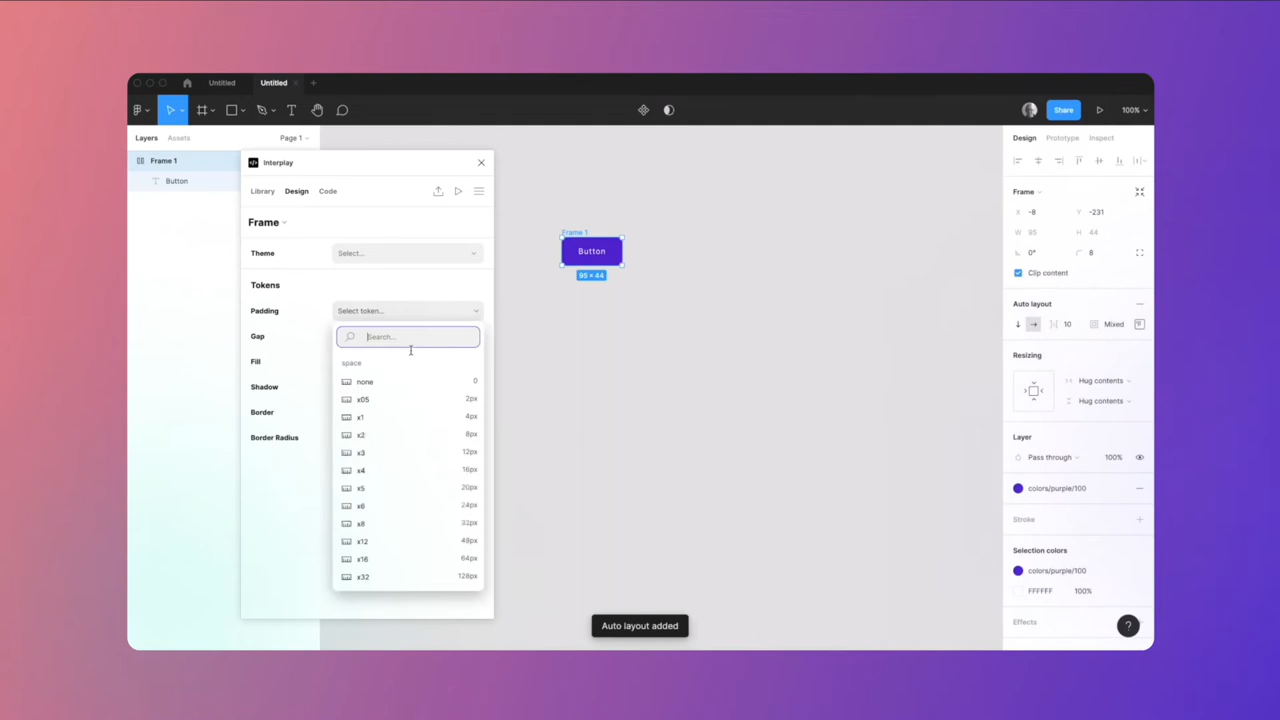 Untitled
Untitled
Share
100%
Layers
Assets
Page 1
Frame 1
Button
Interplay
Library
Design
Code
Frame
Theme
Select...
Tokens
Padding
Select token...
Gap
Search...
Fill
space
Shadow
none
0
x05
2px
Border
x1
4px
Border Radius
x2
8px
x3
12px
x4
16px
x5
20px
x6
24px
x8
32px
x12
48px
x16
64px
x32
128px
Frame 1
Button
95 × 44
Auto layout added
Design
Prototype
Inspect
Frame
X
-8
Y
-231
W
95
H
44
0°
8
Clip content
Auto layout
10
Mixed
Resizing
Hug contents
Hug contents
Layer
Pass through
100%
colors/purple/100
Stroke
Selection colors
colors/purple/100
FFFFFF
100%
Effects
?